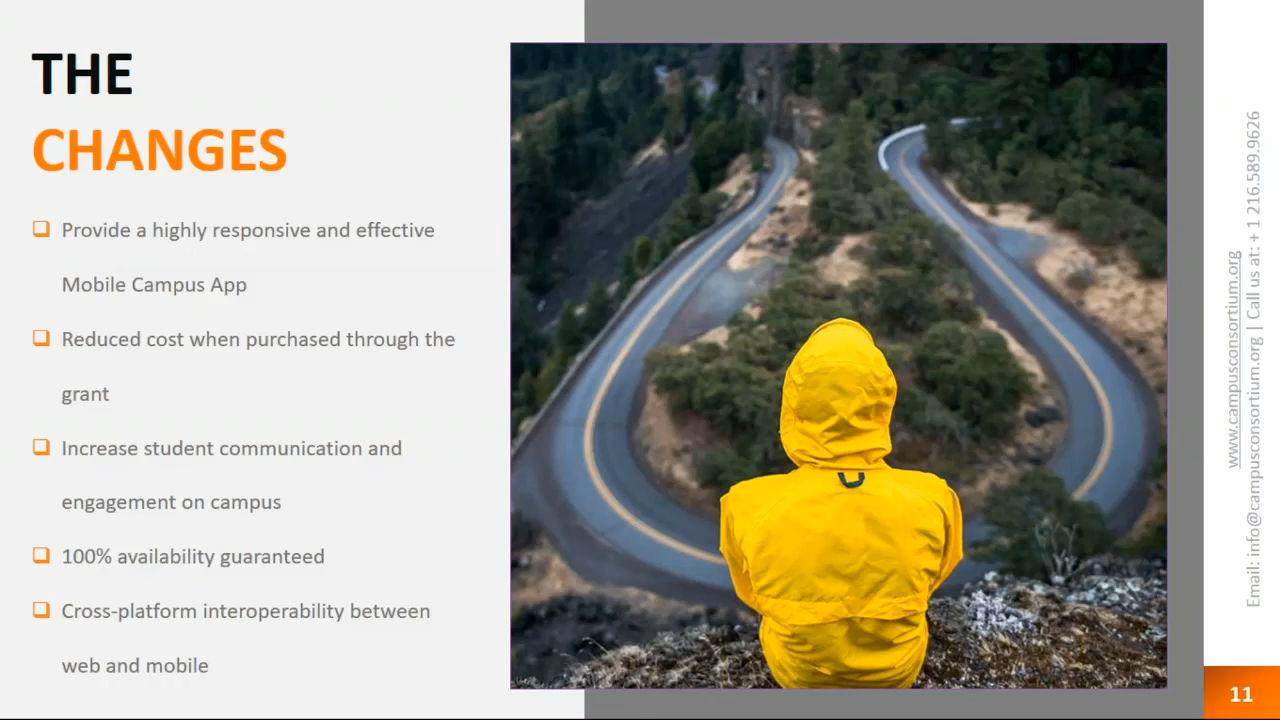 THE
CHANGES
Provide a highly responsive and effective
Mobile Campus App
Reduced cost when purchased through the
grant
Increase student communication and
engagement on campus
100% availability guaranteed
Cross-platform interoperability between
web and mobile
www.campusconsortium.org
Email: info@campusconsortium.org | Call us at: + 1 216.589.9626
11